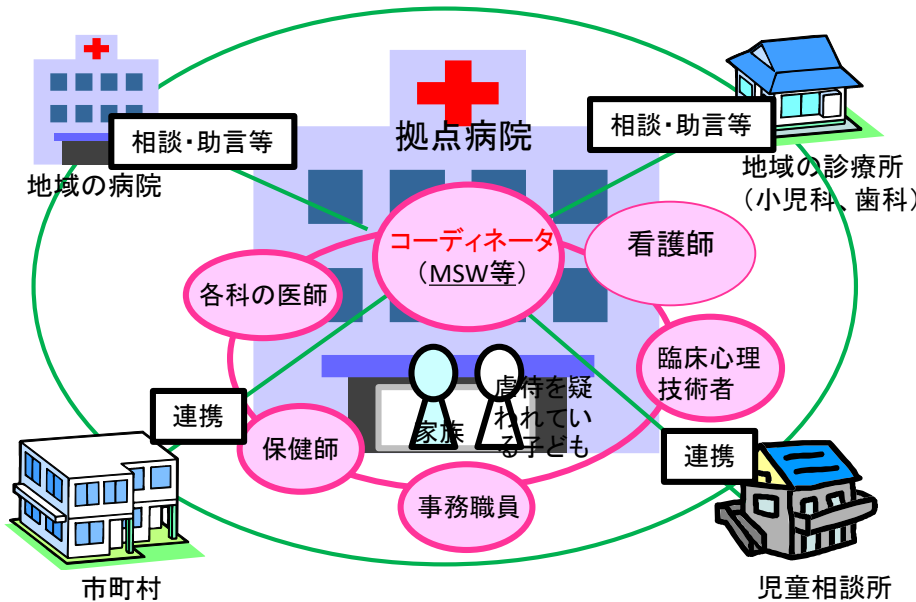 相談・助言等
地域の病院
拠点病院
相談・助言等
地域の診療所
（小児科、歯科）
コーディネータ
（MSW等）
看護師
各科の医師
臨床心理
技術者
家族
虐待を疑
われてい
る子ども
連携
保健師
事務職員
連携
市町村
児童相談所